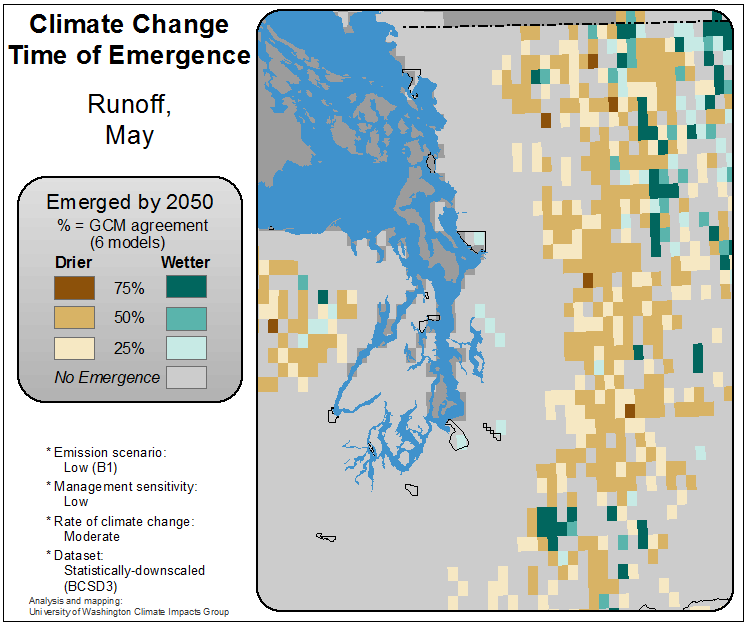 Climate Change
Time of Emergence
Runoff,
May
Emerged by 2050
% = GCM agreement
(6 models)
Drier Wetter
75%
50%
25%
No Emergence
* Emission scenario:
Low (B1)
* Management sensitivity:
Low
* Rate of climate change:
Moderate
* Dataset:
Statistically-downscaled
(BCSD3)
Analysis and mapping:
University of Washington Climate Impacts Group